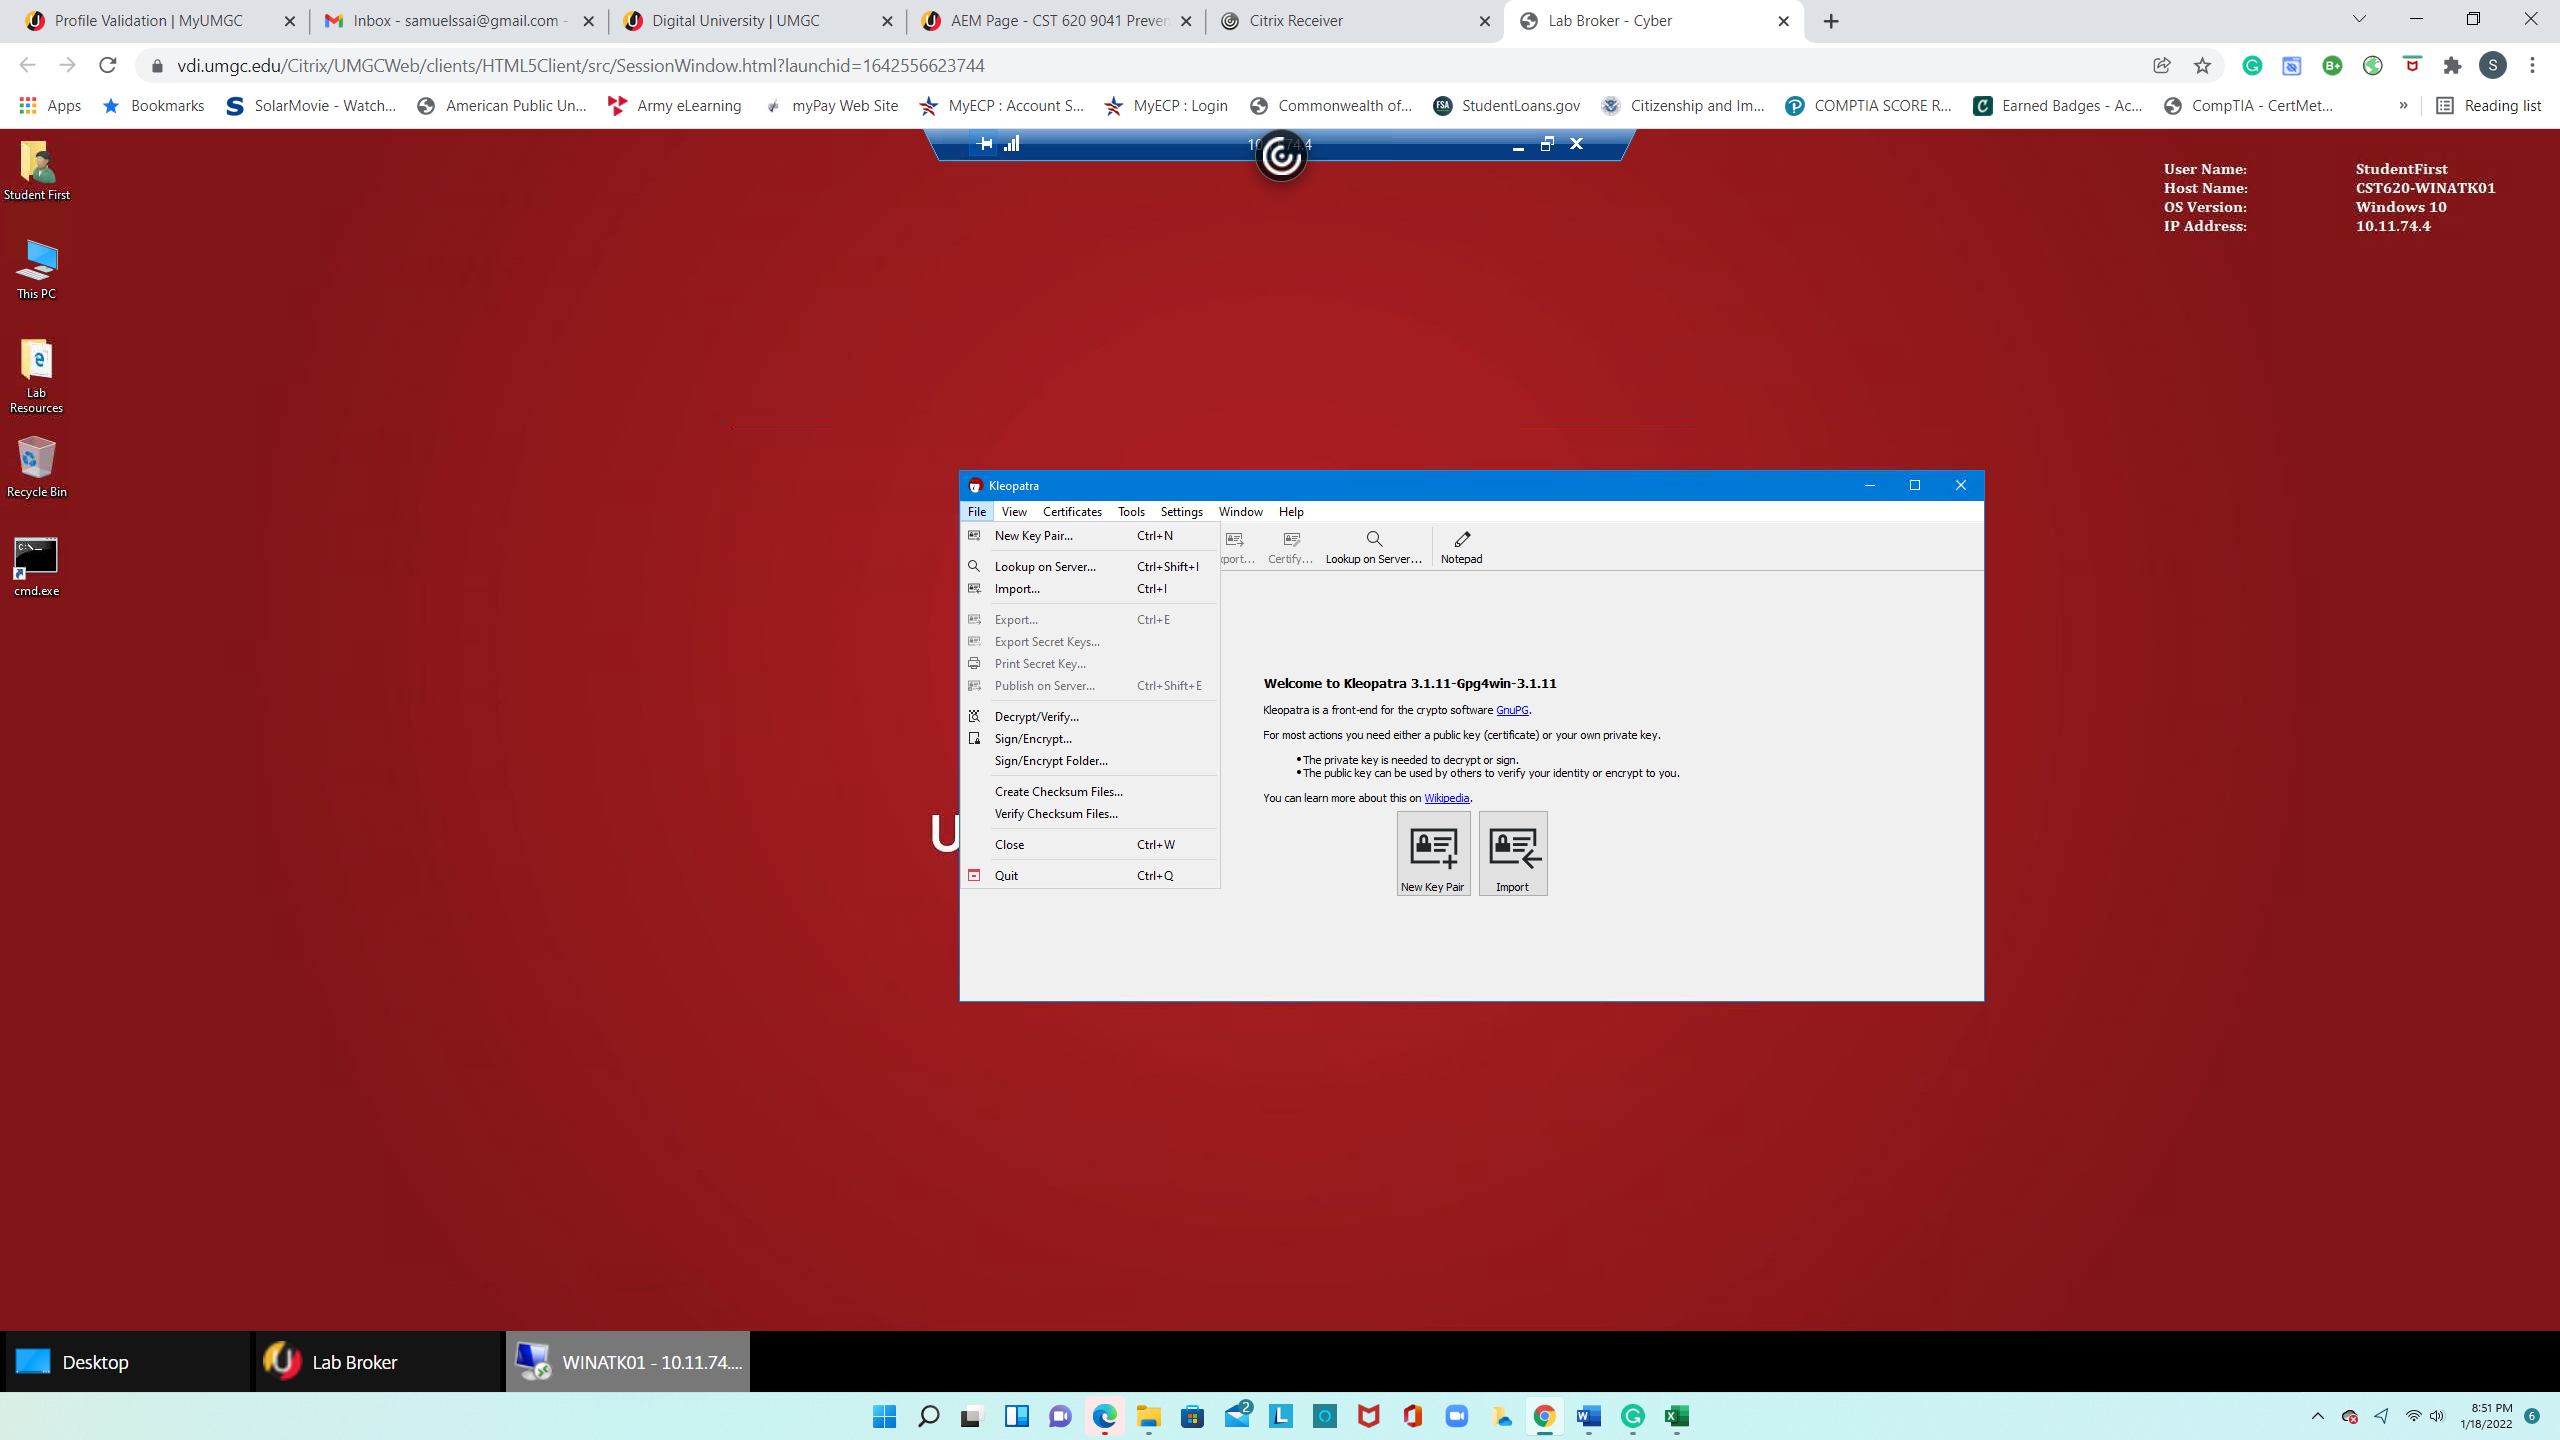 Profile Validation | MyUMGC
Inbox - samuelssai@gmail.com -
Digital University | UMGC
AEM Page - CST 620 9041 Preven
Citrix Receiver
Lab Broker - Cyber
vdi.umgc.edu/Citrix/UMGCWeb/clients/HTML5Client/src/SessionWindow.html?launchid=1642556623744
S
Apps
Bookmarks
SolarMovie - Watch...
American Public Un...
Army eLearning
myPay Web Site
MyECP : Account S...
MyECP : Login
Commonwealth of...
StudentLoans.gov
Citizenship and Im...
COMPTIA SCORE R...
Earned Badges - Ac...
CompTIA - CertMet...
»
Reading list
Student First
This PC
Lab
Resources
Recycle Bin
cmd.exe
User Name: StudentFirst
Host Name: CST620-WINATK01
OS Version: Windows 10
IP Address: 10.11.74.4
Kleopatra
File View Certificates Tools Settings Window Help
New Key Pair... Ctrl+N
Lookup on Server... Ctrl+Shift+I
Import... Ctrl+I
Export... Ctrl+E
Export Secret Keys...
Print Secret Key...
Publish on Server... Ctrl+Shift+E
Decrypt/Verify...
Sign/Encrypt...
Sign/Encrypt Folder...
Create Checksum Files...
Verify Checksum Files...
Close Ctrl+W
Quit Ctrl+Q
port...
Certify...
Lookup on Server...
Notepad
Welcome to Kleopatra 3.1.11-Gpg4win-3.1.11
Kleopatra is a front-end for the crypto software GnuPG.
For most actions you need either a public key (certificate) or your own private key.
•The private key is needed to decrypt or sign.
•The public key can be used by others to verify your identity or encrypt to you.
You can learn more about this on Wikipedia.
New Key Pair
Import
U
Desktop
Lab Broker
WINATK01 - 10.11.74....
2
8:51 PM
1/18/2022
6